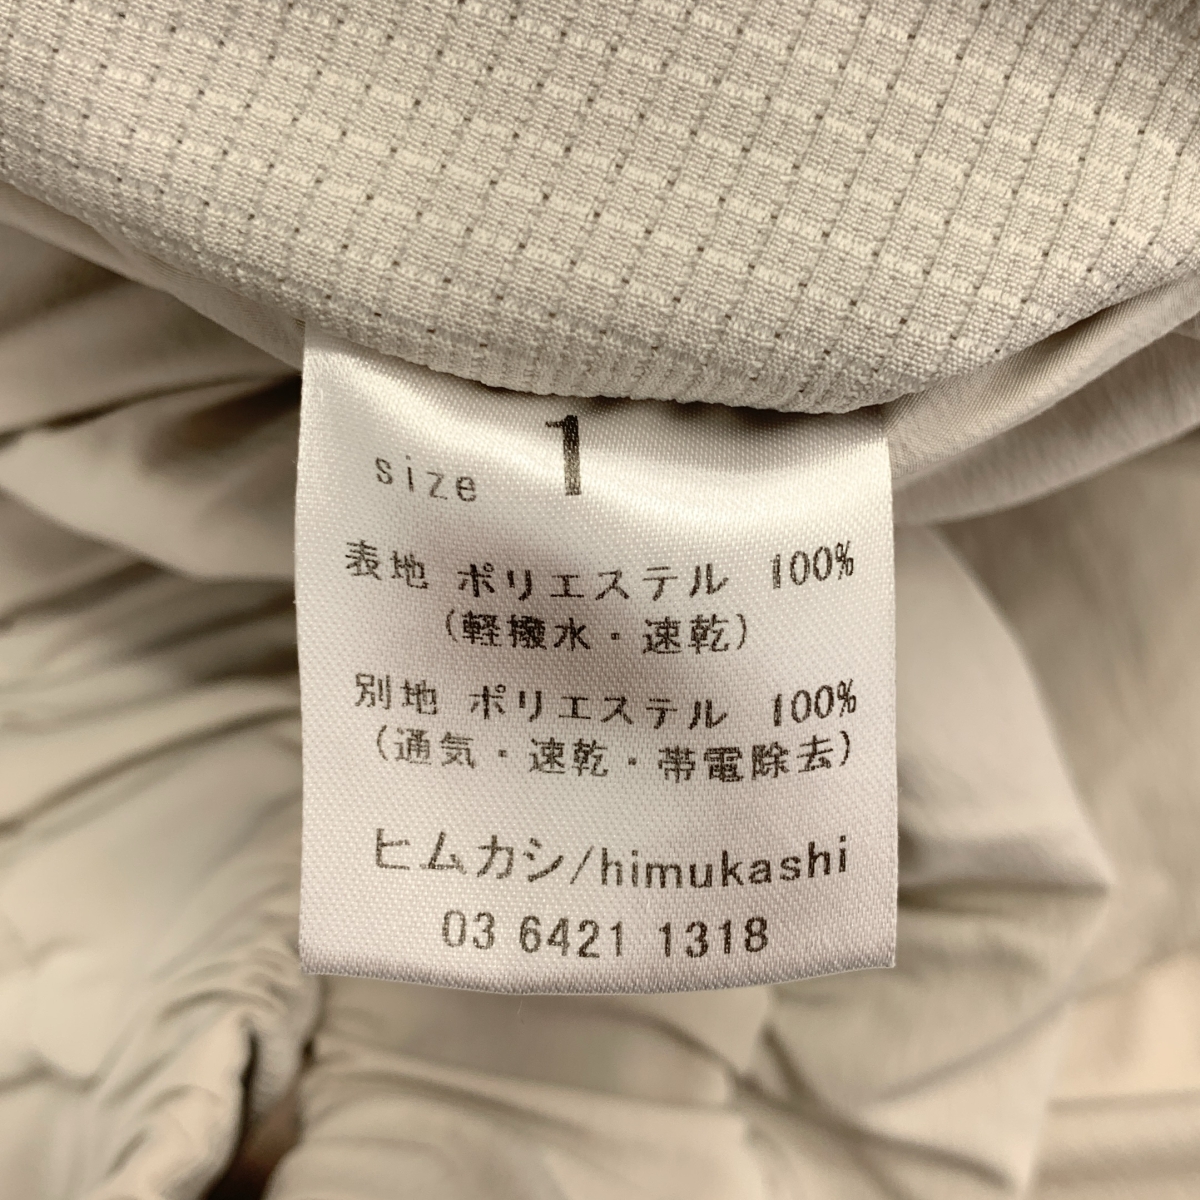 size 1
表地 ポリエステル 100%
(軽撥水・速乾)
別地 ポリエステル 100%
(通気・速乾・帯電除去)
ヒムカシ/himukashi
03 6421 1318